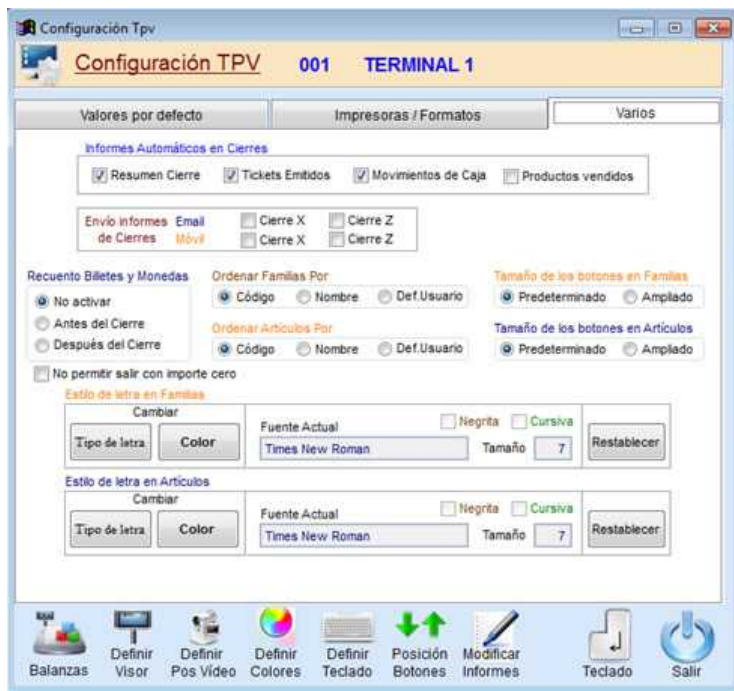 Configuración Tpv
Configuración TPV 001 TERMINAL 1
Valores por defecto Impresoras / Formatos Varios
Informes Automáticos en Cierres
Resumen Cierre Tickets Emitidos Movimientos de Caja Productos vendidos
Envío informes Email Cierre X Cierre Z
de Cierres Móvil Cierre X Cierre Z
Recuento Billetes y Monedas Ordenar Familias Por Tamaño de los botones en Familias
No activar Código Nombre Def.Usuario Predeterminado Ampliado
Antes del Cierre Ordenar Artículos Por Tamaño de los botones en Artículos
Después del Cierre Código Nombre Def.Usuario Predeterminado Ampliado
No permitir salir con importe cero
Estilo de letra en Familias
Cambiar
Fuente Actual Negrita Cursiva
Tipo de letra Color Times New Roman Tamaño 7 Restablecer
Estilo de letra en Artículos
Cambiar
Fuente Actual Negrita Cursiva
Tipo de letra Color Times New Roman Tamaño 7 Restablecer
Balanzas Definir Visor Definir Pos Vídeo Definir Colores Definir Teclado Posición Botones Modificar Informes Teclado Salir